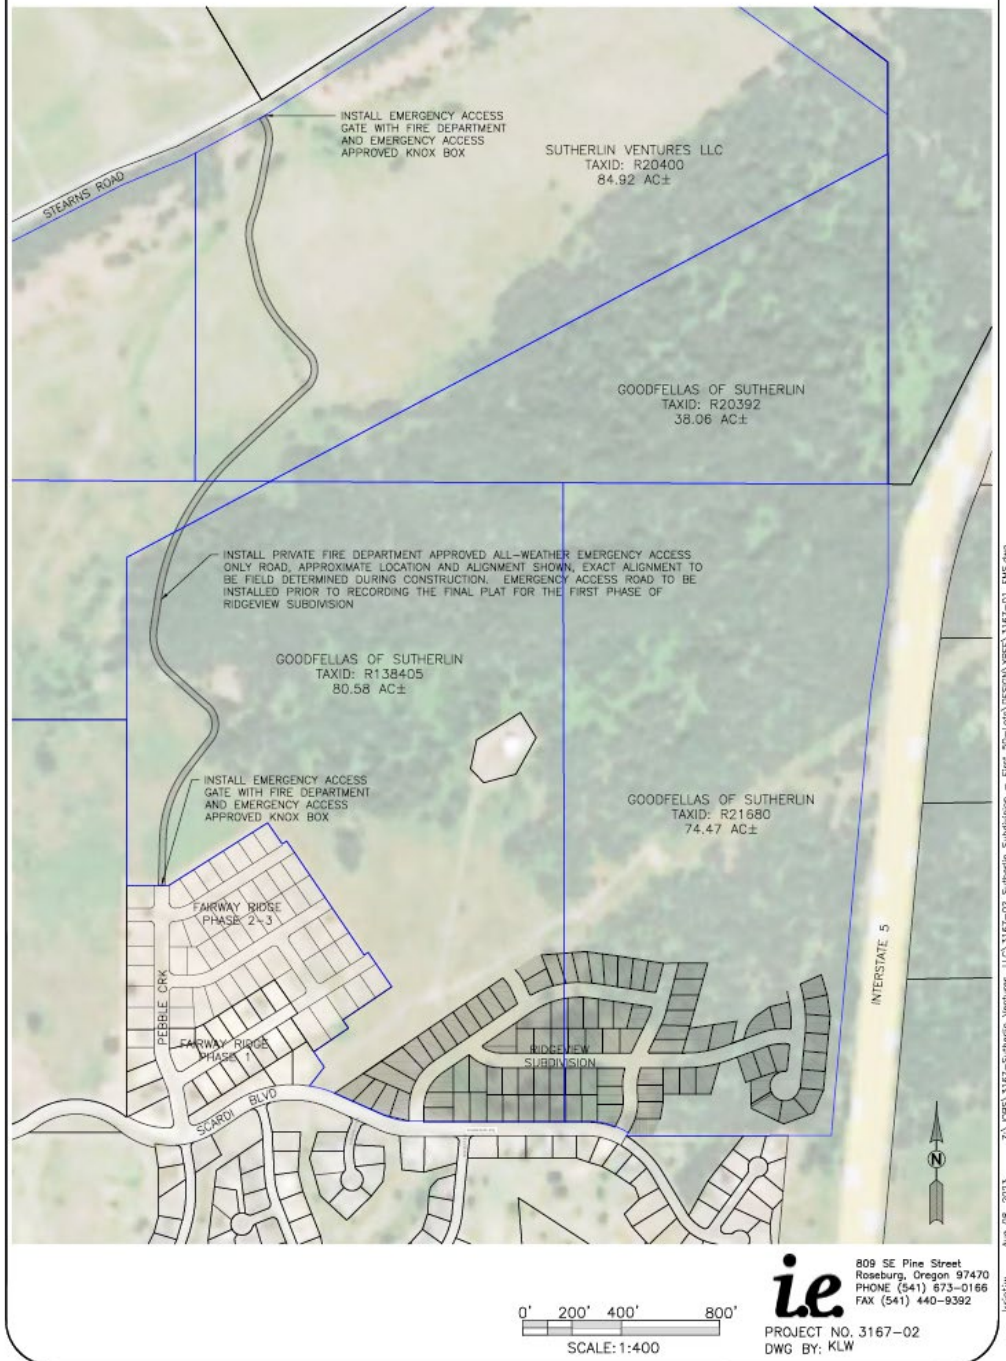 INSTALL EMERGENCY ACCESS
GATE WITH FIRE DEPARTMENT
AND EMERGENCY ACCESS
APPROVED KNOX BOX
SUTHERLIN VENTURES LLC
TAXID: R20400
84.92 AC±
STEARNS ROAD
GOODFELLAS OF SUTHERLIN
TAXID: R20392
38.06 AC±
INSTALL PRIVATE FIRE DEPARTMENT APPROVED ALL-WEATHER EMERGENCY ACCESS
ONLY ROAD, APPROXIMATE LOCATION AND ALIGNMENT SHOWN, EXACT ALIGNMENT TO
BE FIELD DETERMINED DURING CONSTRUCTION. EMERGENCY ACCESS ROAD TO BE
INSTALLED PRIOR TO RECORDING THE FINAL PLAT FOR THE FIRST PHASE OF
RIDGEVIEW SUBDIVISION
GOODFELLAS OF SUTHERLIN
TAXID: R138405
80.58 AC±
INSTALL EMERGENCY ACCESS
GATE WITH FIRE DEPARTMENT
AND EMERGENCY ACCESS
APPROVED KNOX BOX
GOODFELLAS OF SUTHERLIN
TAXID: R21680
74.47 AC±
FAIRWAY RIDGE
PHASE 2-3
PEBBLE CRK
INTERSTATE 5
FAIRWAY RIDGE
PHASE 1
RIDGEVIEW
SUBDIVISION
SCARDI BLVD
N
i.e.
809 SE Pine Street
Roseburg, Oregon 97470
PHONE (541) 673-0166
FAX (541) 440-9392
PROJECT NO. 3167-02
DWG BY: KLW
0' 200' 400' 800'
SCALE: 1:400